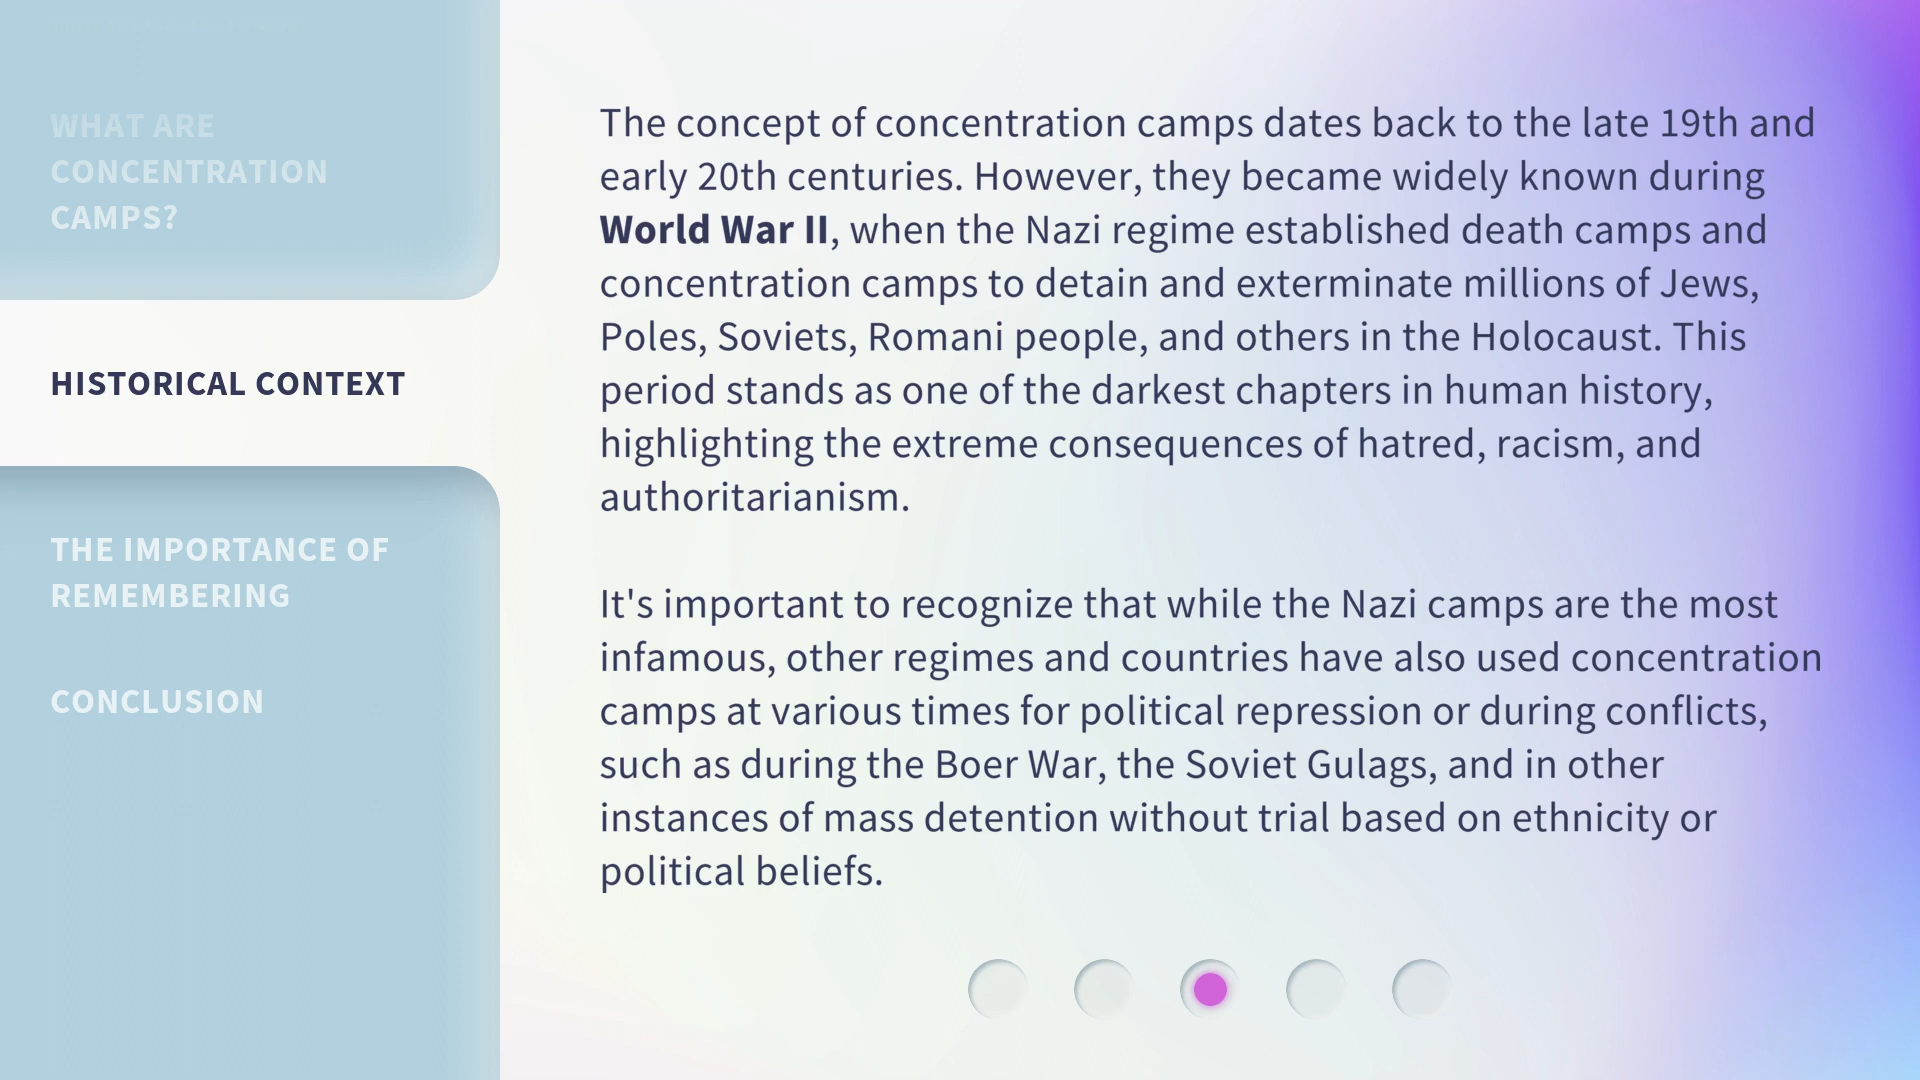 WHAT ARE
CONCENTRATION
CAMPS?
HISTORICAL CONTEXT
THE IMPORTANCE OF
REMEMBERING
CONCLUSION
The concept of concentration camps dates back to the late 19th and
early 20th centuries. However, they became widely known during
World War II, when the Nazi regime established death camps and
concentration camps to detain and exterminate millions of Jews,
Poles, Soviets, Romani people, and others in the Holocaust. This
period stands as one of the darkest chapters in human history,
highlighting the extreme consequences of hatred, racism, and
authoritarianism.
It's important to recognize that while the Nazi camps are the most
infamous, other regimes and countries have also used concentration
camps at various times for political repression or during conflicts,
such as during the Boer War, the Soviet Gulags, and in other
instances of mass detention without trial based on ethnicity or
political beliefs.